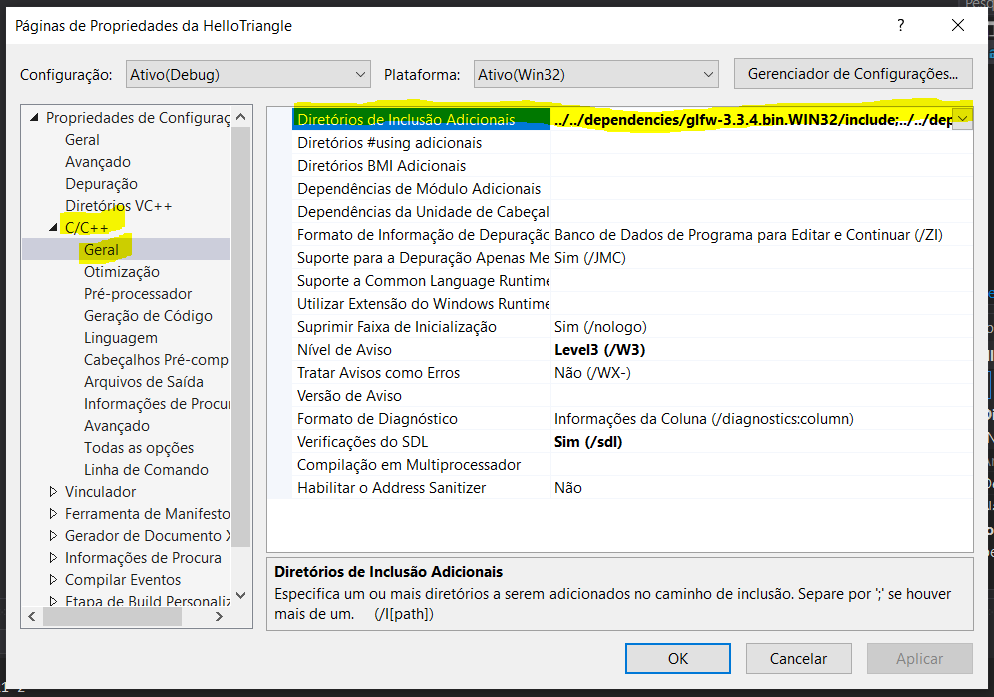 Páginas de Propriedades da HelloTriangle
Configuração: Ativo(Debug) Plataforma: Ativo(Win32) Gerenciador de Configurações...
Propriedades de Configuraç
Geral
Avançado
Depuração
Diretórios VC++
C/C++
Geral
Otimização
Pré-processador
Geração de Código
Linguagem
Cabeçalhos Pré-comp
Arquivos de Saída
Informações de Procu
Avançado
Todas as opções
Linha de Comando
Vinculador
Ferramenta de Manifesto
Gerador de Documento X
Informações de Procura
Compilar Eventos
Etapa de Build Personaliz
Diretórios de Inclusão Adicionais ../../dependencies/glfw-3.3.4.bin.WIN32/include;../../dep
Diretórios #using adicionais
Diretórios BMI Adicionais
Dependências de Módulo Adicionais
Dependências da Unidade de Cabeçal
Formato de Informação de Depuração Banco de Dados de Programa para Editar e Continuar (/ZI)
Suporte para a Depuração Apenas Me Sim (/JMC)
Suporte a Common Language Runtime
Utilizar Extensão do Windows Runtime
Suprimir Faixa de Inicialização Sim (/nologo)
Nível de Aviso Level3 (/W3)
Tratar Avisos como Erros Não (/WX-)
Versão de Aviso
Formato de Diagnóstico Informações da Coluna (/diagnostics:column)
Verificações do SDL Sim (/sdl)
Compilação em Multiprocessador
Habilitar o Address Sanitizer Não
Diretórios de Inclusão Adicionais
Especifica um ou mais diretórios a serem adicionados no caminho de inclusão. Separe por ';' se houver
mais de um. (/I[path])
OK Cancelar Aplicar